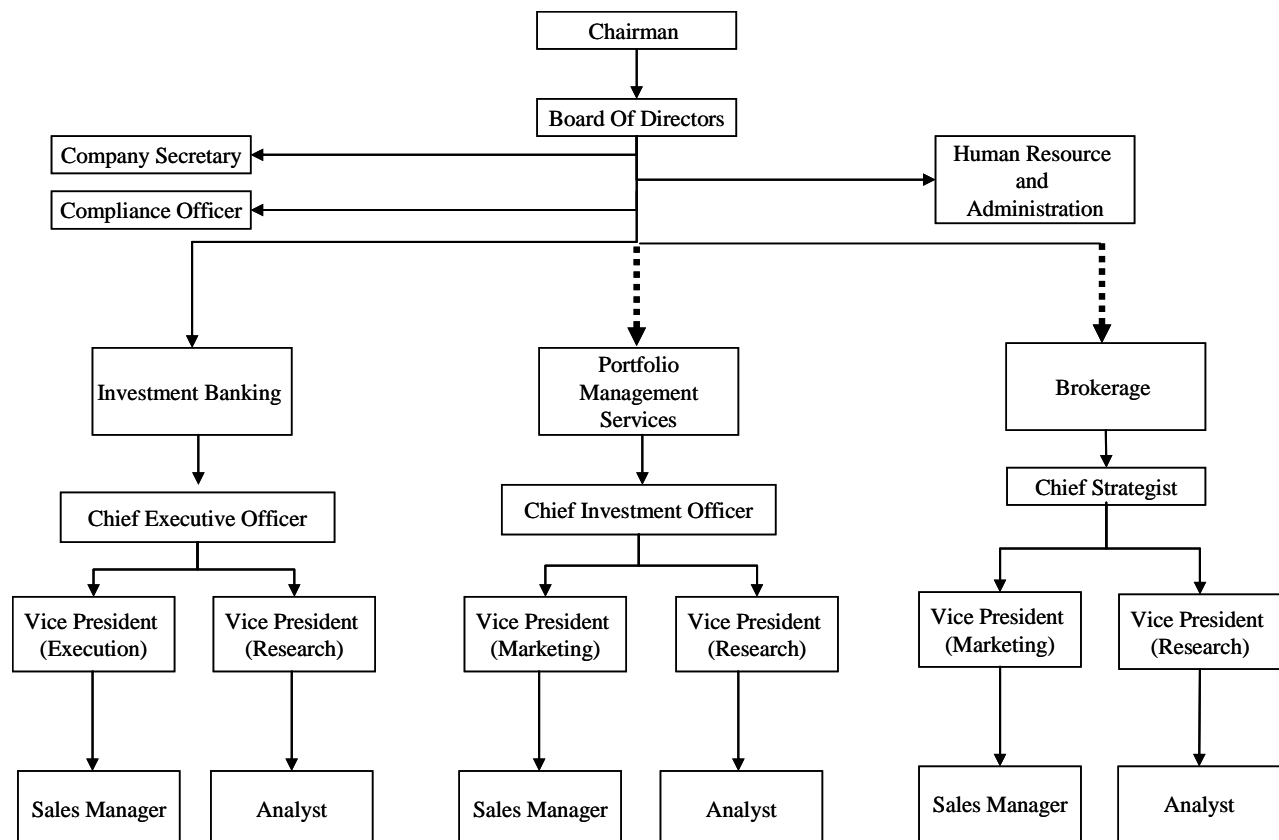 Chairman
Board Of Directors
Company Secretary
Human Resource
and
Administration
Compliance Officer
Investment Banking
Portfolio
Management
Services
Brokerage
Chief Executive Officer
Chief Investment Officer
Chief Strategist
Vice President
(Execution)
Vice President
(Research)
Vice President
(Marketing)
Vice President
(Research)
Vice President
(Marketing)
Vice President
(Research)
Sales Manager
Analyst
Sales Manager
Analyst
Sales Manager
Analyst